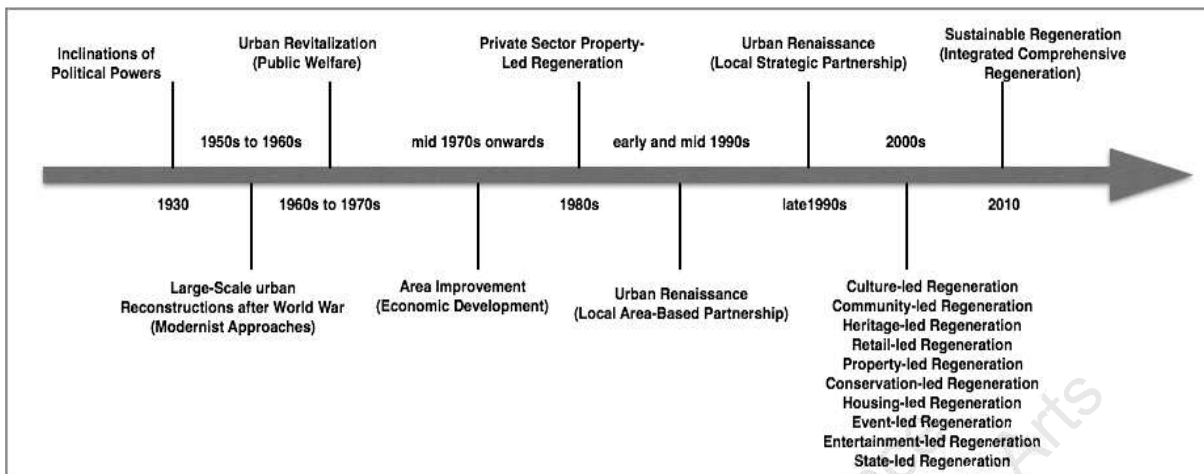 Inclinations of
Political Powers
Urban Revitalization
(Public Welfare)
Private Sector Property-
Led Regeneration
Urban Renaissance
(Local Strategic Partnership)
Sustainable Regeneration
(Integrated Comprehensive
Regeneration)
1950s to 1960s
mid 1970s onwards
early and mid 1990s
2000s
1930
1960s to 1970s
1980s
late1990s
2010
Large-Scale urban
Reconstructions after World War
(Modernist Approaches)
Area Improvement
(Economic Development)
Urban Renaissance
(Local Area-Based Partnership)
Culture-led Regeneration
Community-led Regeneration
Heritage-led Regeneration
Retail-led Regeneration
Property-led Regeneration
Conservation-led Regeneration
Housing-led Regeneration
Event-led Regeneration
Entertainment-led Regeneration
State-led Regeneration
Arts